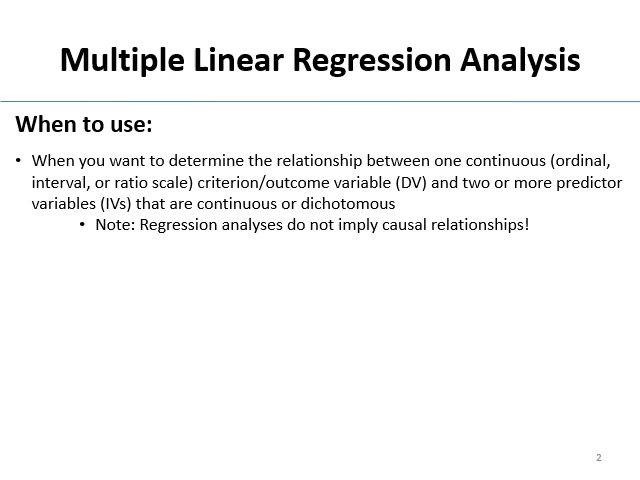 Multiple Linear Regression Analysis
When to use:
• When you want to determine the relationship between one continuous (ordinal,
interval, or ratio scale) criterion/outcome variable (DV) and two or more predictor
variables (IVs) that are continuous or dichotomous
• Note: Regression analyses do not imply causal relationships!
2